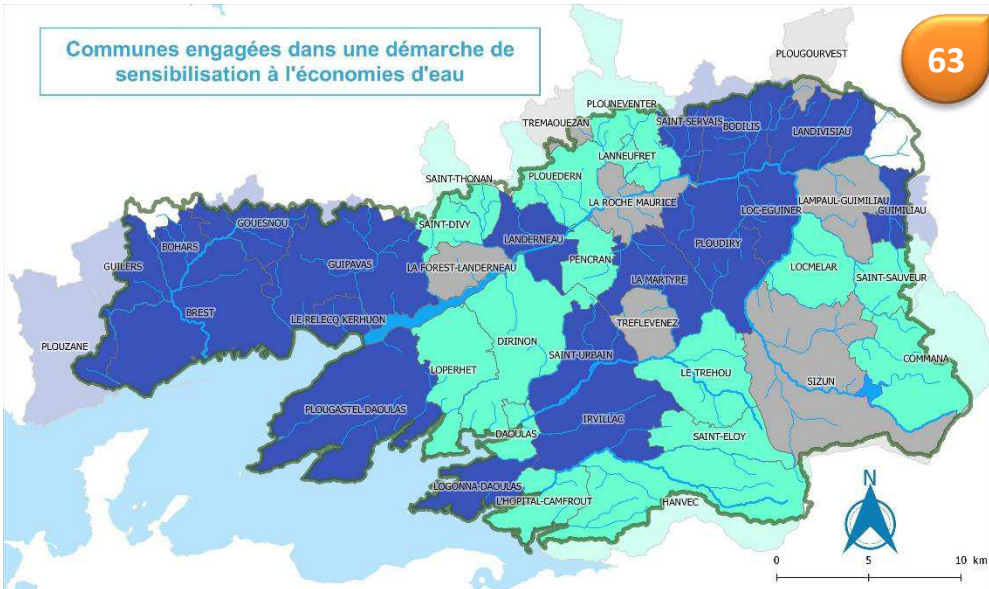 Communes engagées dans une démarche de
sensibilisation à l'économies d'eau
63
PLOUGOURVEST
PLOUNEVENTER
TREMAOUEZAN
SAINT-SERVAIS
BODILIS
LANDIVISIAU
LANNEUFRET
SAINT-THONAN
PLOUEDERN
LA ROCHE MAURICE
LAMPAUL-GUIMILIAU
LOC-EGUINER
GUIMILIAU
SAINT-DIVY
GOUESNOU
BOHARS
LANDERNEAU
PLOUDIRY
GUILERS
GUIPAVAS
LA FOREST-LANDERNEAU
PENCRAN
LOCMELAR
LA MARTYRE
SAINT-SAUVEUR
BREST
LE RELECQ KERHUON
TREFLEVENEZ
PLOUZANE
DIRINON
SAINT-URBAIN
COMMANA
LOPERHET
LE TREHOU
SIZUN
PLOUGASTEL-DAOULAS
IRVILLAC
DAOULAS
SAINT-ELOY
LOGONNA-DAOULAS
L'HOPITAL-CAMFROUT
HANVEC
N
0 5 10 km